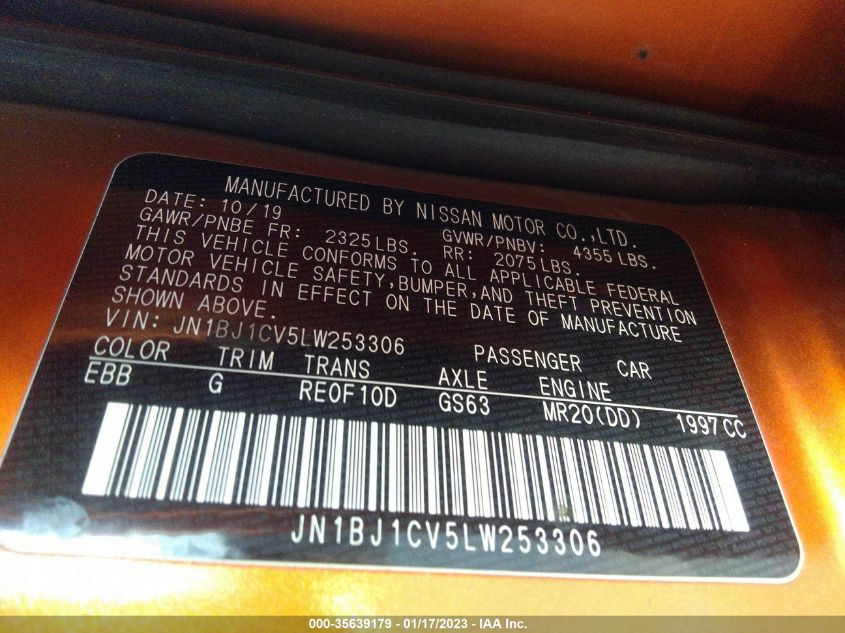 MANUFACTURED BY NISSAN MOTOR CO.,LTD.
DATE: 10/19 GVWR/PNBV: 4355 LBS.
GAWR/PNBE FR: 2325 LBS. RR: 2075 LBS.
THIS VEHICLE CONFORMS TO ALL APPLICABLE FEDERAL
MOTOR VEHICLE SAFETY, BUMPER, AND THEFT PREVENTION
STANDARDS IN EFFECT ON THE DATE OF MANUFACTURE
SHOWN ABOVE.
VIN: JN1BJ1CV5LW253306 PASSENGER CAR
COLOR TRIM TRANS AXLE ENGINE
EBB G RE0F10D GS63 MR20(DD) 1997 CC
JN1BJ1CV5LW253306
000-35639179 - 01/17/2023 - IAA Inc.